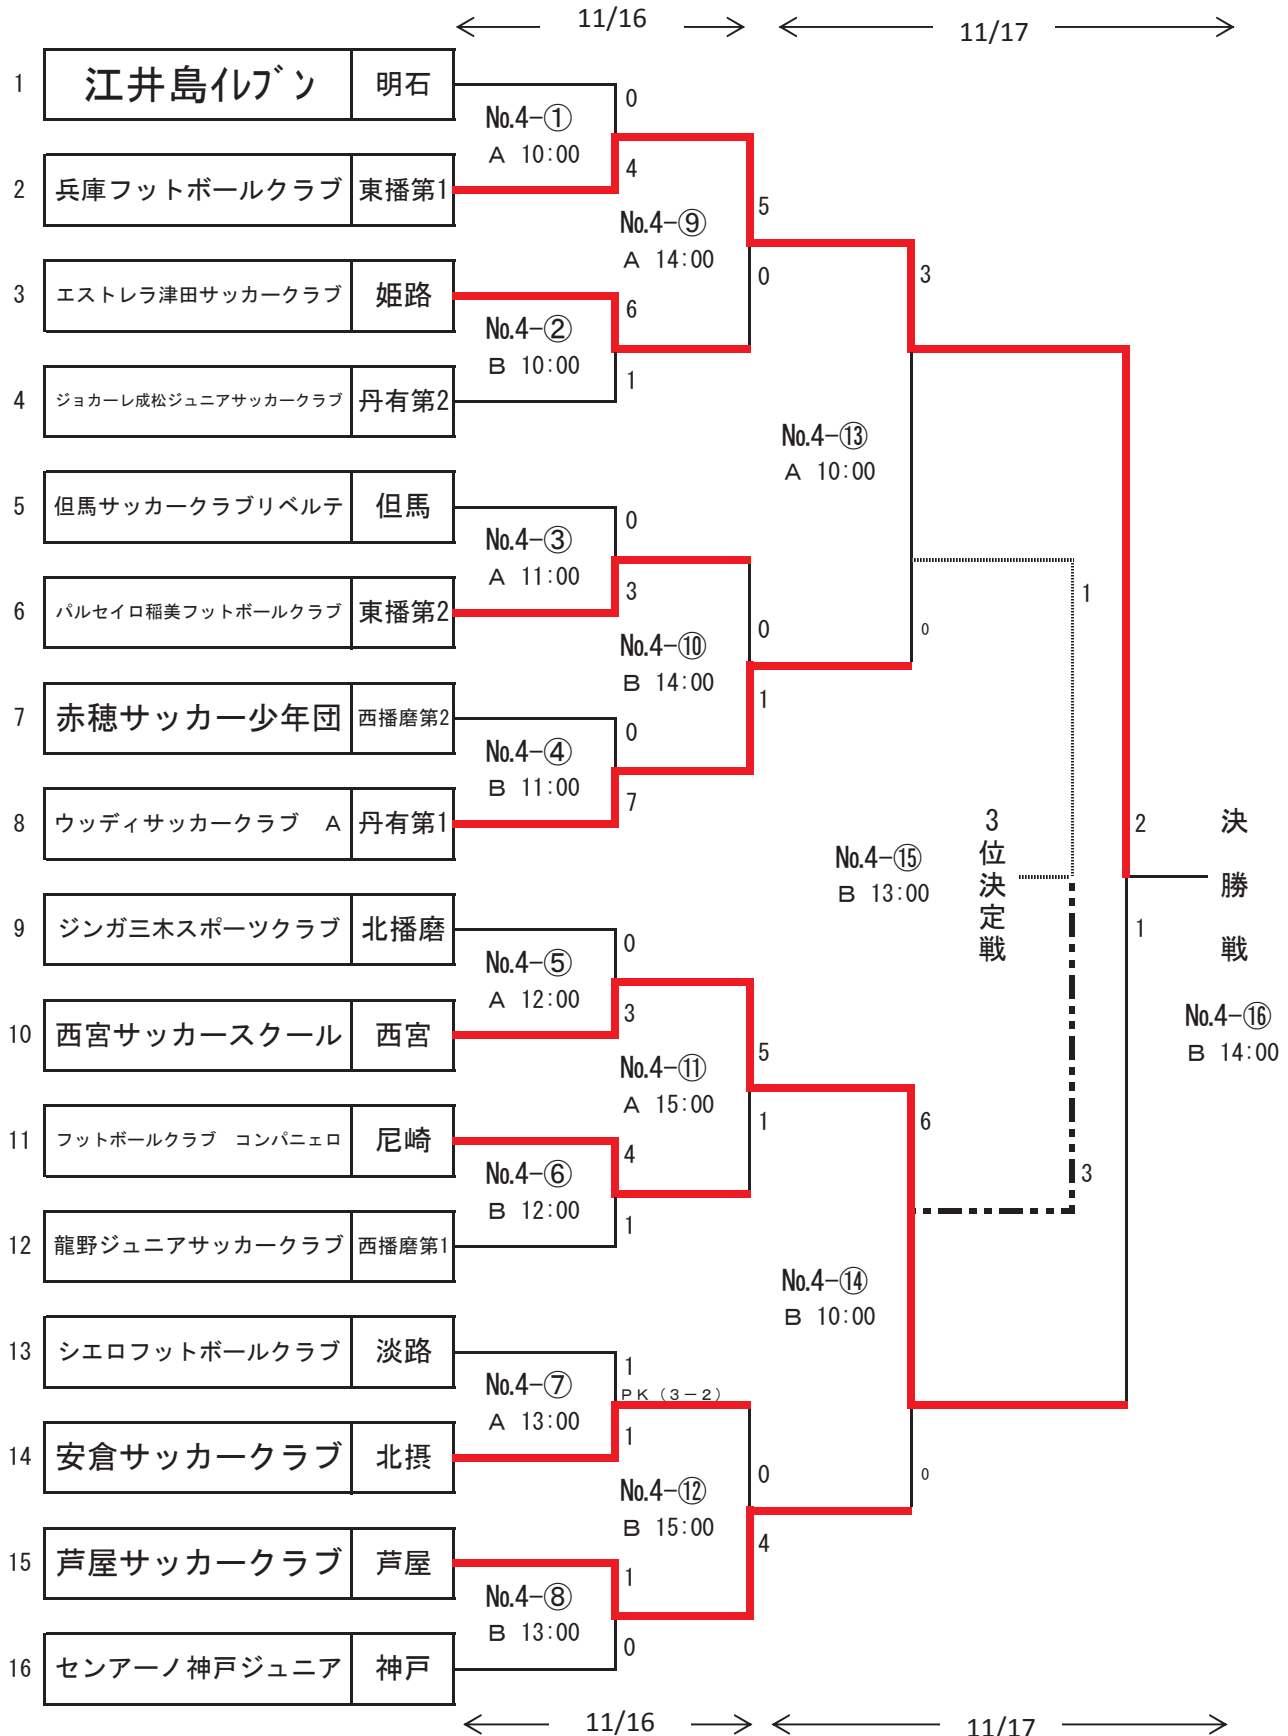 11/16
11/17
1 江井島ｲﾚﾌﾞﾝ 明石
0
No.4-①
A 10:00
2 兵庫フットボールクラブ 東播第1
4
5
No.4-⑨
A 14:00
0
3
3 エストレラ津田サッカークラブ 姫路
6
No.4-②
B 10:00
1
4 ジョカーレ成松ジュニアサッカークラブ 丹有第2
No.4-⑬
A 10:00
5 但馬サッカークラブリベルテ 但馬
0
No.4-③
A 11:00
3
1
6 パルセイロ稲美フットボールクラブ 東播第2
0
0
No.4-⑩
B 14:00
1
7 赤穂サッカー少年団 西播磨第2
0
No.4-④
B 11:00
7
8 ウッディサッカークラブ　A 丹有第1
3位決定戦
2
決勝戦
No.4-⑮
B 13:00
1
9 ジンガ三木スポーツクラブ 北播磨
0
No.4-⑤
A 12:00
3
10 西宮サッカースクール 西宮
No.4-⑯
B 14:00
5
No.4-⑪
A 15:00
1
6
11 フットボールクラブ　コンパニェロ 尼崎
4
3
No.4-⑥
B 12:00
1
12 龍野ジュニアサッカークラブ 西播磨第1
No.4-⑭
B 10:00
13 シエロフットボールクラブ 淡路
1
No.4-⑦
PK（3－2）
A 13:00
1
14 安倉サッカークラブ 北摂
0
0
No.4-⑫
B 15:00
4
15 芦屋サッカークラブ 芦屋
1
No.4-⑧
B 13:00
0
16 センアーノ神戸ジュニア 神戸
11/16
11/17